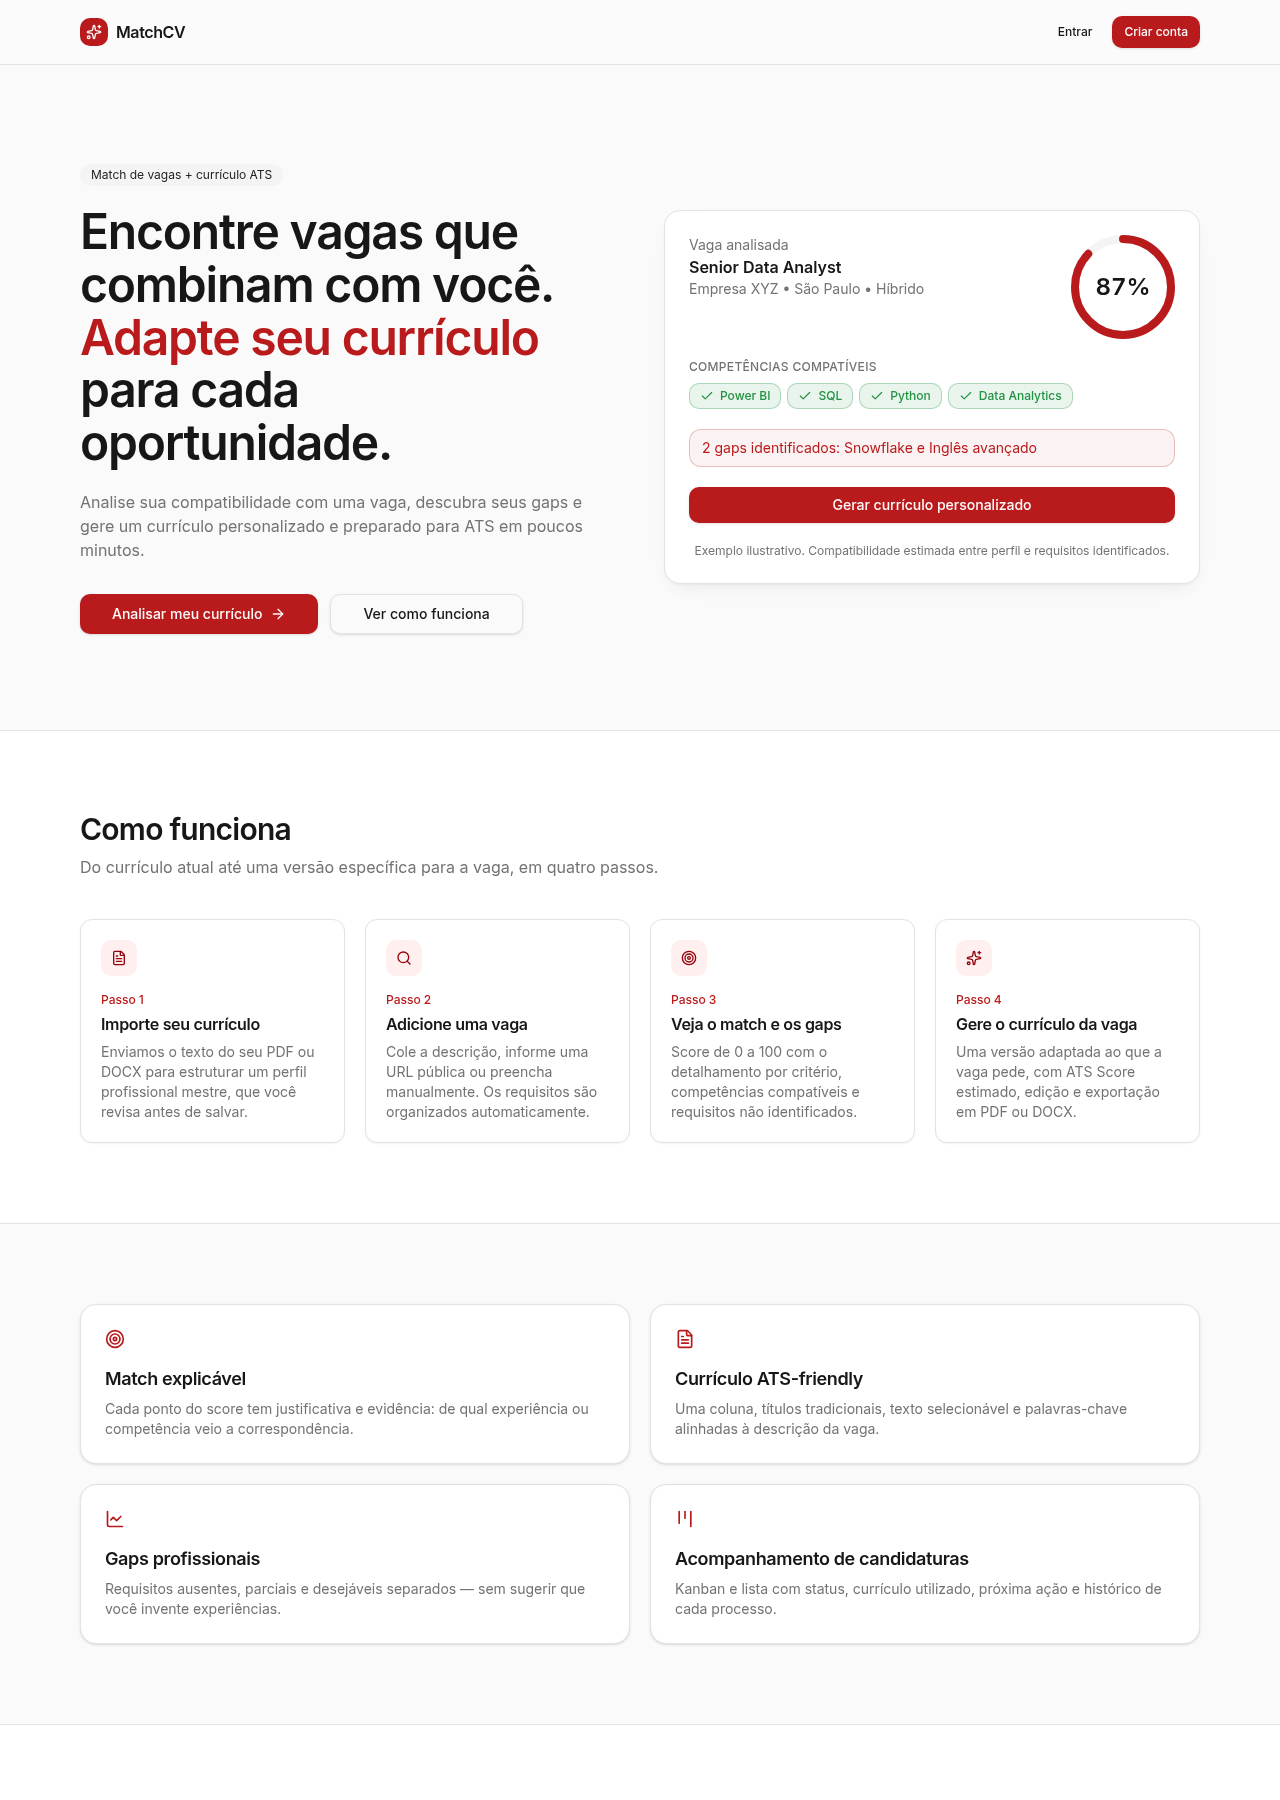 MatchCV
Entrar
Criar conta
Match de vagas + currículo ATS
Encontre vagas que
combinam com você.
Adapte seu currículo
para cada
oportunidade.
Analise sua compatibilidade com uma vaga, descubra seus gaps e
gere um currículo personalizado e preparado para ATS em poucos
minutos.
Analisar meu currículo
Ver como funciona
Vaga analisada
Senior Data Analyst
Empresa XYZ • São Paulo • Híbrido
87%
COMPETÊNCIAS COMPATÍVEIS
Power BI
SQL
Python
Data Analytics
2 gaps identificados: Snowflake e Inglês avançado
Gerar currículo personalizado
Exemplo ilustrativo. Compatibilidade estimada entre perfil e requisitos identificados.
Como funciona
Do currículo atual até uma versão específica para a vaga, em quatro passos.
Passo 1
Importe seu currículo
Enviamos o texto do seu PDF ou
DOCX para estruturar um perfil
profissional mestre, que você
revisa antes de salvar.
Passo 2
Adicione uma vaga
Cole a descrição, informe uma
URL pública ou preencha
manualmente. Os requisitos são
organizados automaticamente.
Passo 3
Veja o match e os gaps
Score de 0 a 100 com o
detalhamento por critério,
competências compatíveis e
requisitos não identificados.
Passo 4
Gere o currículo da vaga
Uma versão adaptada ao que a
vaga pede, com ATS Score
estimado, edição e exportação
em PDF ou DOCX.
Match explicável
Cada ponto do score tem justificativa e evidência: de qual experiência ou
competência veio a correspondência.
Currículo ATS-friendly
Uma coluna, títulos tradicionais, texto selecionável e palavras-chave
alinhadas à descrição da vaga.
Gaps profissionais
Requisitos ausentes, parciais e desejáveis separados — sem sugerir que
você invente experiências.
Acompanhamento de candidaturas
Kanban e lista com status, currículo utilizado, próxima ação e histórico de
cada processo.